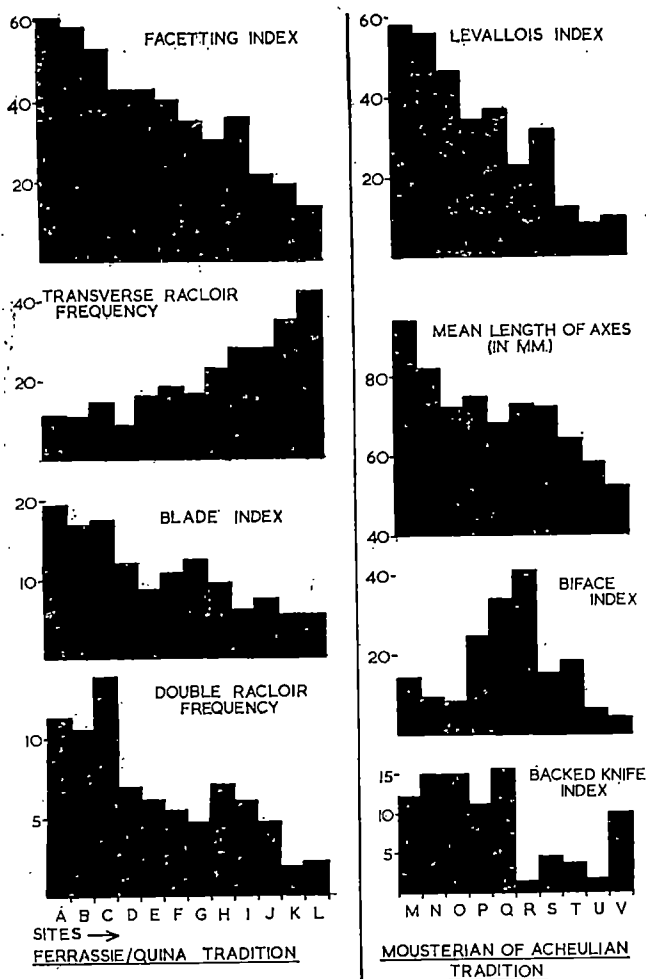 FACETTING INDEX
60
40
20
TRANSVERSE RACLOIR
FREQUENCY
40
20
BLADE INDEX
20
10
DOUBLE RACLOIR
FREQUENCY
10
5
A B C D E F G H I J K L
SITES →
FERRASSIE/QUINA TRADITION
LEVALLOIS INDEX
60
40
20
MEAN LENGTH OF AXES
(IN MM.)
80
60
40
BIFACE
INDEX
40
20
BACKED KNIFE
INDEX
15
10
5
M N O P Q R S T U V
MOUSTERIAN OF ACHEULIAN
TRADITION